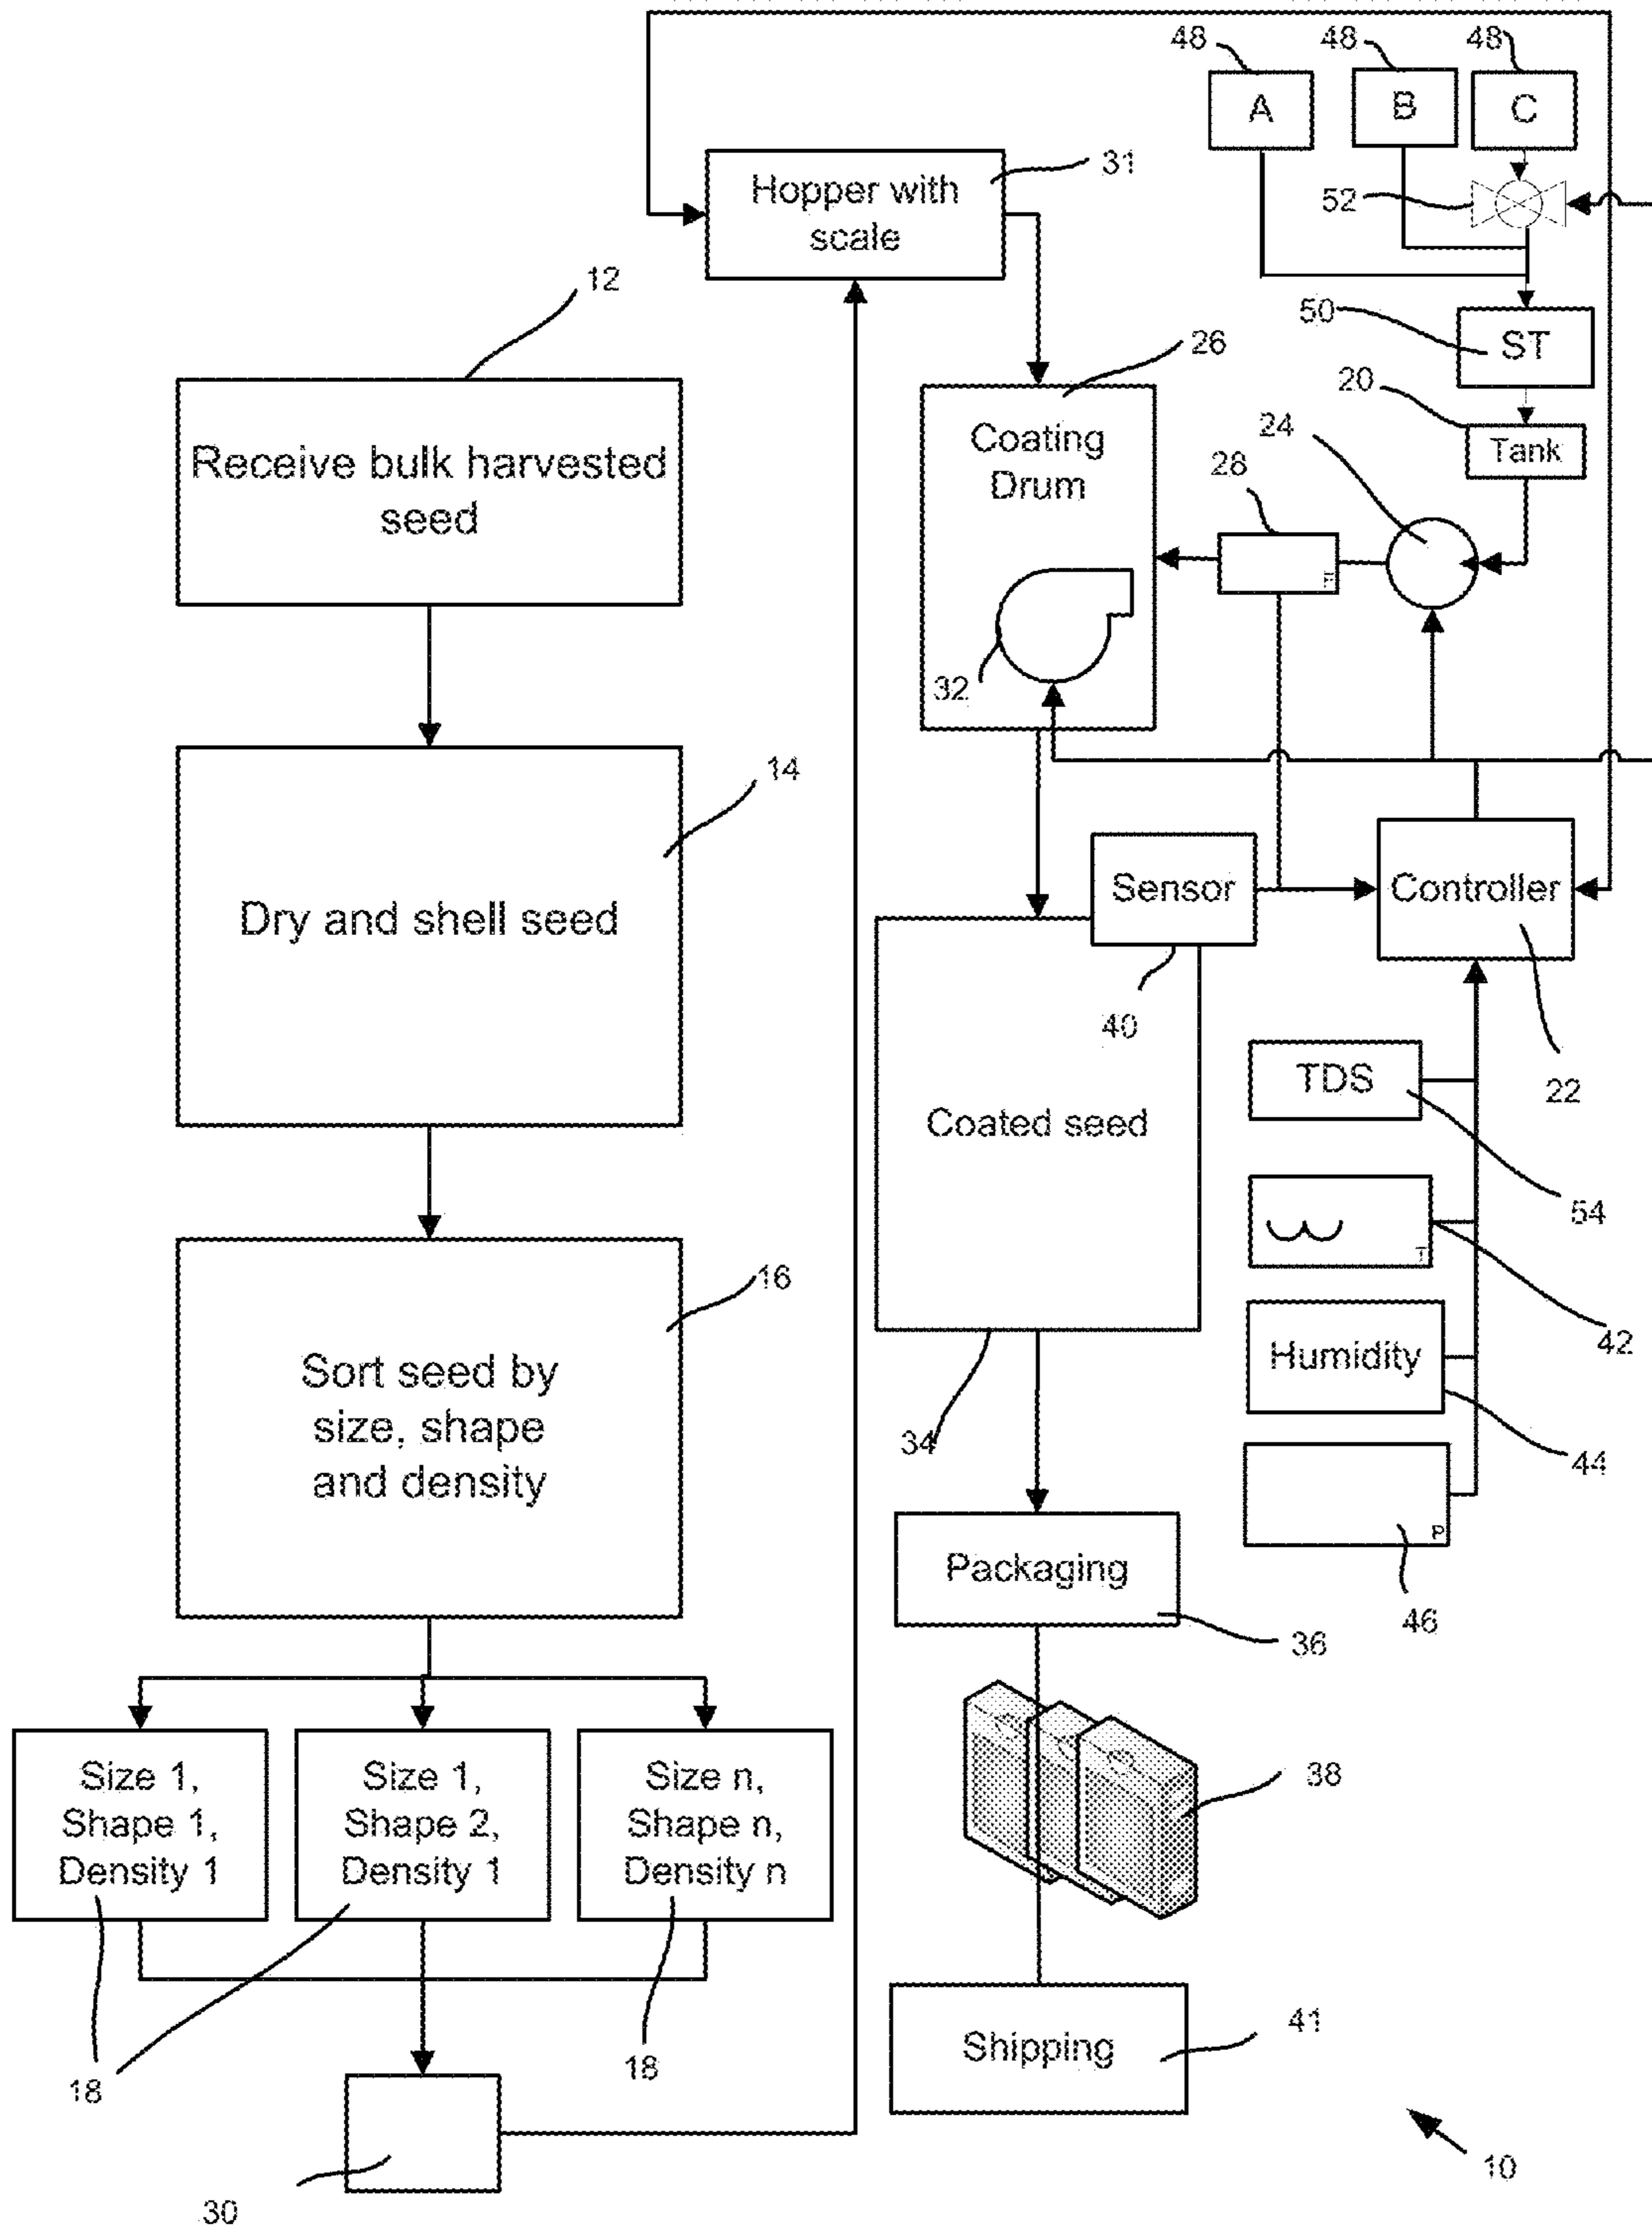 48
48
48
A
B
C
31
Hopper with
scale
52
12
50
ST
26
20
24
Tank
Coating
Drum
28
Receive bulk harvested
seed
32
14
Sensor
Controller
Dry and shell seed
40
TDS
22
Coated seed
54
T
16
42
Humidity
Sort seed by
size, shape
and density
34
44
P
Packaging
46
36
Size 1,
Shape 1,
Density 1
Size 1,
Shape 2,
Density 1
Size n,
Shape n,
Density n
38
18
18
41
Shipping
10
30